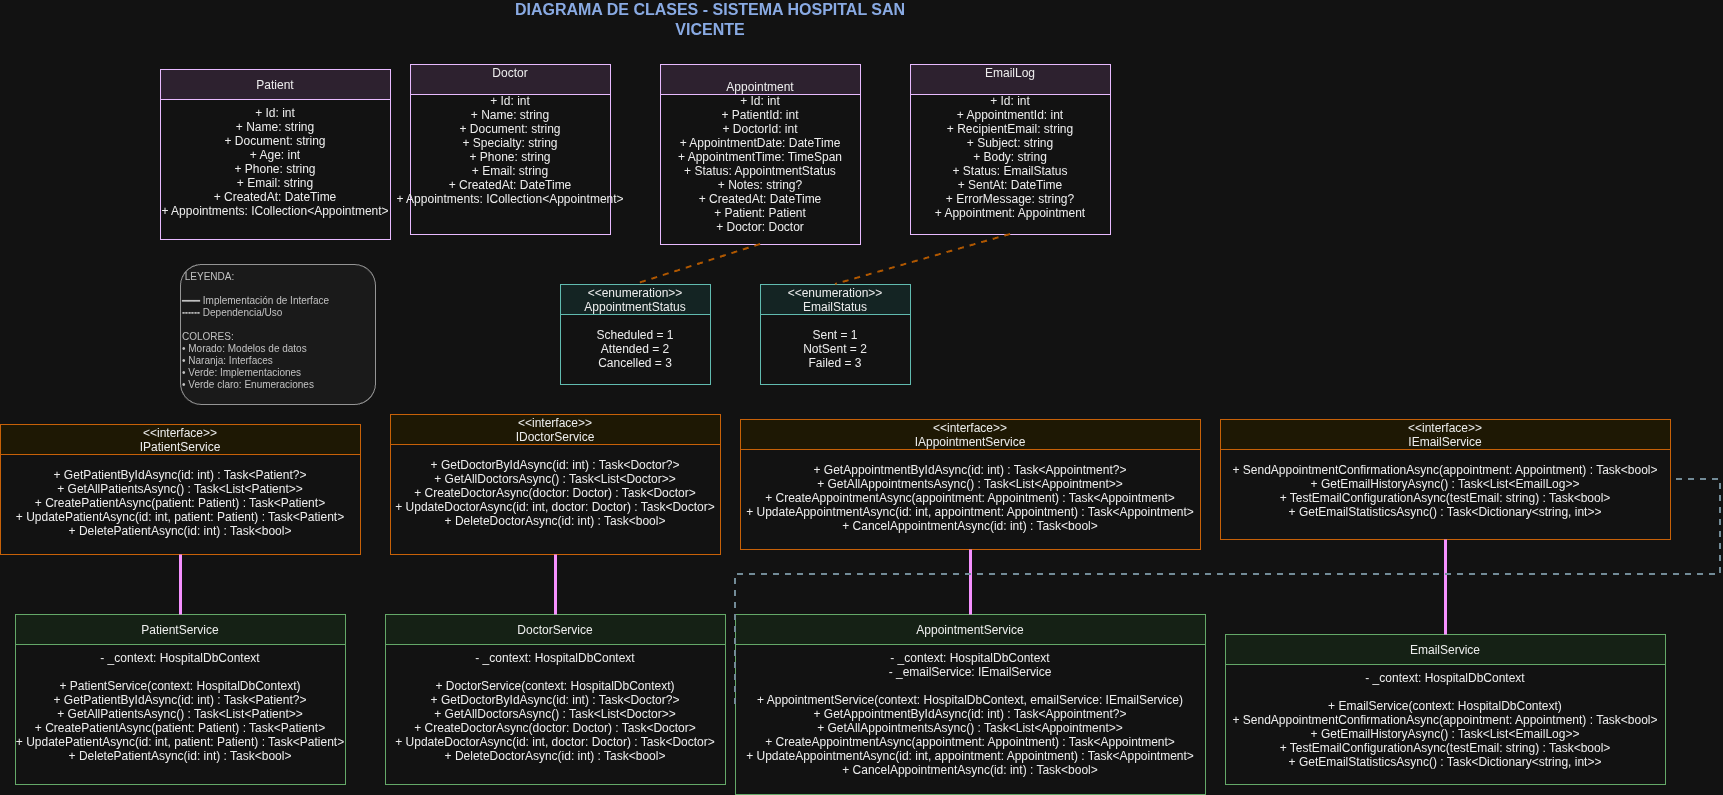 DIAGRAMA DE CLASES - SISTEMA HOSPITAL SAN
VICENTE
Patient
+ Id: int
+ Name: string
+ Document: string
+ Age: int
+ Phone: string
+ Email: string
+ CreatedAt: DateTime
+ Appointments: ICollection<Appointment>
Doctor
+ Id: int
+ Name: string
+ Document: string
+ Specialty: string
+ Phone: string
+ Email: string
+ CreatedAt: DateTime
+ Appointments: ICollection<Appointment>
Appointment
+ Id: int
+ PatientId: int
+ DoctorId: int
+ AppointmentDate: DateTime
+ AppointmentTime: TimeSpan
+ Status: AppointmentStatus
+ Notes: string?
+ CreatedAt: DateTime
+ Patient: Patient
+ Doctor: Doctor
EmailLog
+ Id: int
+ AppointmentId: int
+ RecipientEmail: string
+ Subject: string
+ Body: string
+ Status: EmailStatus
+ SentAt: DateTime
+ ErrorMessage: string?
+ Appointment: Appointment
LEYENDA:
━━━ Implementación de Interface
┅┅┅ Dependencia/Uso
COLORES:
• Morado: Modelos de datos
• Naranja: Interfaces
• Verde: Implementaciones
• Verde claro: Enumeraciones
<<enumeration>>
AppointmentStatus
Scheduled = 1
Attended = 2
Cancelled = 3
<<enumeration>>
EmailStatus
Sent = 1
NotSent = 2
Failed = 3
<<interface>>
IPatientService
+ GetPatientByIdAsync(id: int) : Task<Patient?>
+ GetAllPatientsAsync() : Task<List<Patient>>
+ CreatePatientAsync(patient: Patient) : Task<Patient>
+ UpdatePatientAsync(id: int, patient: Patient) : Task<Patient>
+ DeletePatientAsync(id: int) : Task<bool>
<<interface>>
IDoctorService
+ GetDoctorByIdAsync(id: int) : Task<Doctor?>
+ GetAllDoctorsAsync() : Task<List<Doctor>>
+ CreateDoctorAsync(doctor: Doctor) : Task<Doctor>
+ UpdateDoctorAsync(id: int, doctor: Doctor) : Task<Doctor>
+ DeleteDoctorAsync(id: int) : Task<bool>
<<interface>>
IAppointmentService
+ GetAppointmentByIdAsync(id: int) : Task<Appointment?>
+ GetAllAppointmentsAsync() : Task<List<Appointment>>
+ CreateAppointmentAsync(appointment: Appointment) : Task<Appointment>
+ UpdateAppointmentAsync(id: int, appointment: Appointment) : Task<Appointment>
+ CancelAppointmentAsync(id: int) : Task<bool>
<<interface>>
IEmailService
+ SendAppointmentConfirmationAsync(appointment: Appointment) : Task<bool>
+ GetEmailHistoryAsync() : Task<List<EmailLog>>
+ TestEmailConfigurationAsync(testEmail: string) : Task<bool>
+ GetEmailStatisticsAsync() : Task<Dictionary<string, int>>
PatientService
- _context: HospitalDbContext
+ PatientService(context: HospitalDbContext)
+ GetPatientByIdAsync(id: int) : Task<Patient?>
+ GetAllPatientsAsync() : Task<List<Patient>>
+ CreatePatientAsync(patient: Patient) : Task<Patient>
+ UpdatePatientAsync(id: int, patient: Patient) : Task<Patient>
+ DeletePatientAsync(id: int) : Task<bool>
DoctorService
- _context: HospitalDbContext
+ DoctorService(context: HospitalDbContext)
+ GetDoctorByIdAsync(id: int) : Task<Doctor?>
+ GetAllDoctorsAsync() : Task<List<Doctor>>
+ CreateDoctorAsync(doctor: Doctor) : Task<Doctor>
+ UpdateDoctorAsync(id: int, doctor: Doctor) : Task<Doctor>
+ DeleteDoctorAsync(id: int) : Task<bool>
AppointmentService
- _context: HospitalDbContext
- _emailService: IEmailService
+ AppointmentService(context: HospitalDbContext, emailService: IEmailService)
+ GetAppointmentByIdAsync(id: int) : Task<Appointment?>
+ GetAllAppointmentsAsync() : Task<List<Appointment>>
+ CreateAppointmentAsync(appointment: Appointment) : Task<Appointment>
+ UpdateAppointmentAsync(id: int, appointment: Appointment) : Task<Appointment>
+ CancelAppointmentAsync(id: int) : Task<bool>
EmailService
- _context: HospitalDbContext
+ EmailService(context: HospitalDbContext)
+ SendAppointmentConfirmationAsync(appointment: Appointment) : Task<bool>
+ GetEmailHistoryAsync() : Task<List<EmailLog>>
+ TestEmailConfigurationAsync(testEmail: string) : Task<bool>
+ GetEmailStatisticsAsync() : Task<Dictionary<string, int>>